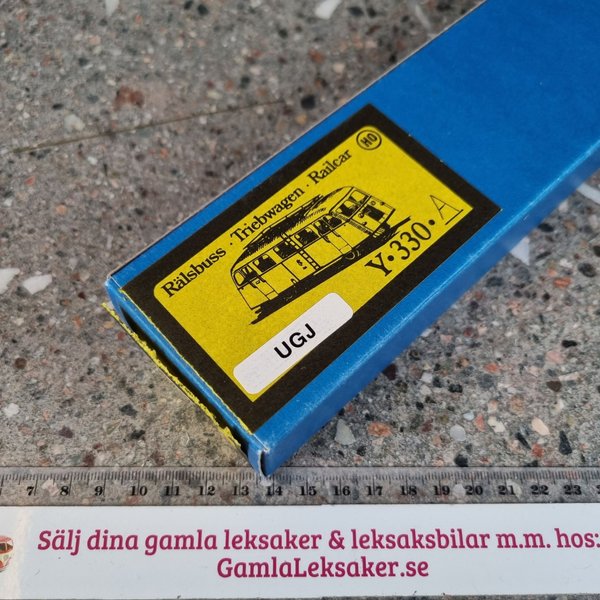 Rälsbuss · Triebwagen · Railcar
HO
Y·330·A
UGJ
7 8 9 10 11 12 13 14 15 16 17 18 19 20 21 22 23
Sälj dina gamla leksaker & leksaksbilar m.m. hos:
GamlaLeksaker.se